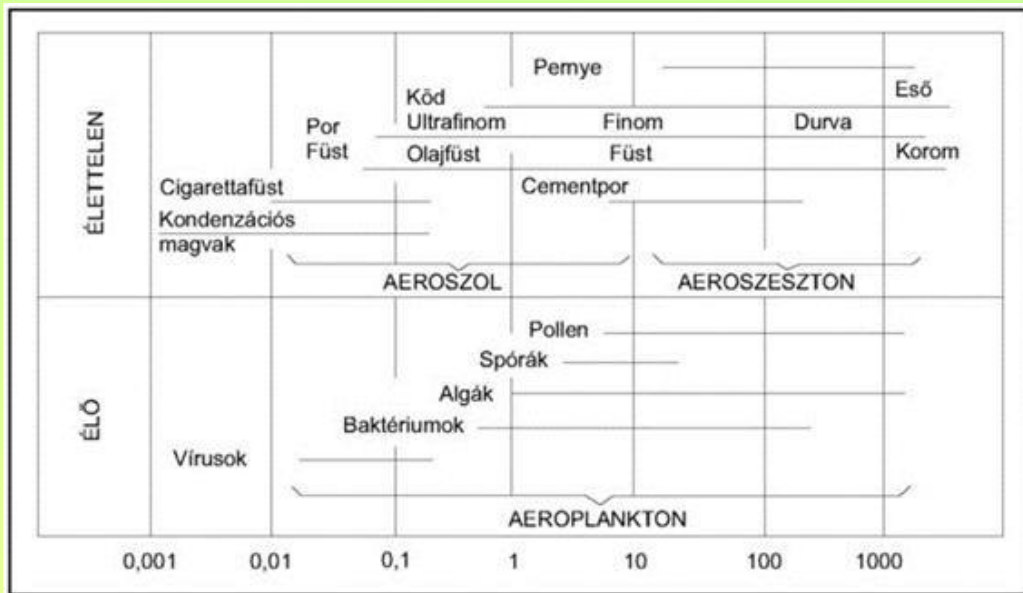 ÉLETTELEN
Pernye
Köd
Eső
Por
Ultrafinom
Finom
Durva
Füst
Olajfüst
Füst
Korom
Cigarettafüst
Cementpor
Kondenzációs
magvak
AEROSZOL
AEROSZESZTON
ÉLŐ
Pollen
Spórák
Algák
Baktériumok
Vírusok
AEROPLANKTON
0,001 0,01 0,1 1 10 100 1000